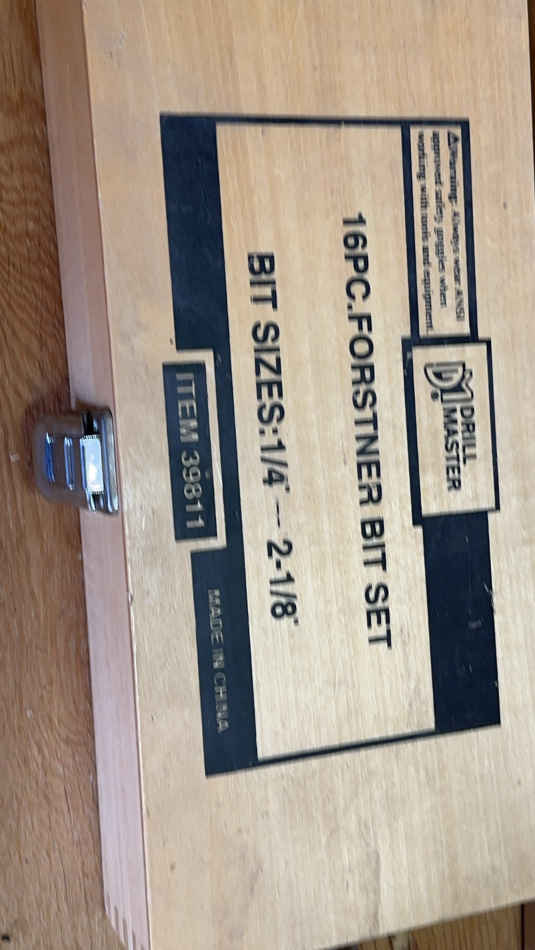 ⚠Warning: Always wear ANSI
approved safety goggles when
working with tools and equipment.
DM®
DRILL
MASTER
16PC.FORSTNER BIT SET
BIT SIZES:1/4"---2-1/8"
ITEM 39811
MADE IN CHINA